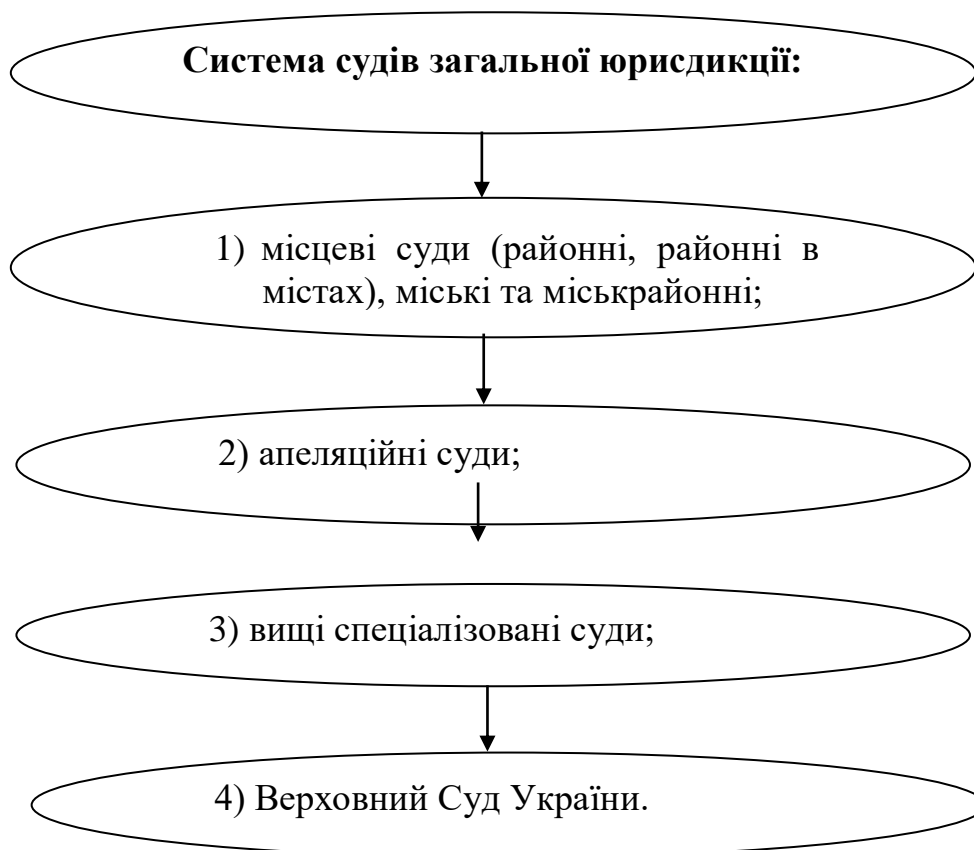 Система судів загальної юрисдикції:
1) місцеві суди (районні, районні в
містах), міські та міськрайонні;
2) апеляційні суди;
3) вищі спеціалізовані суди;
4) Верховний Суд України.